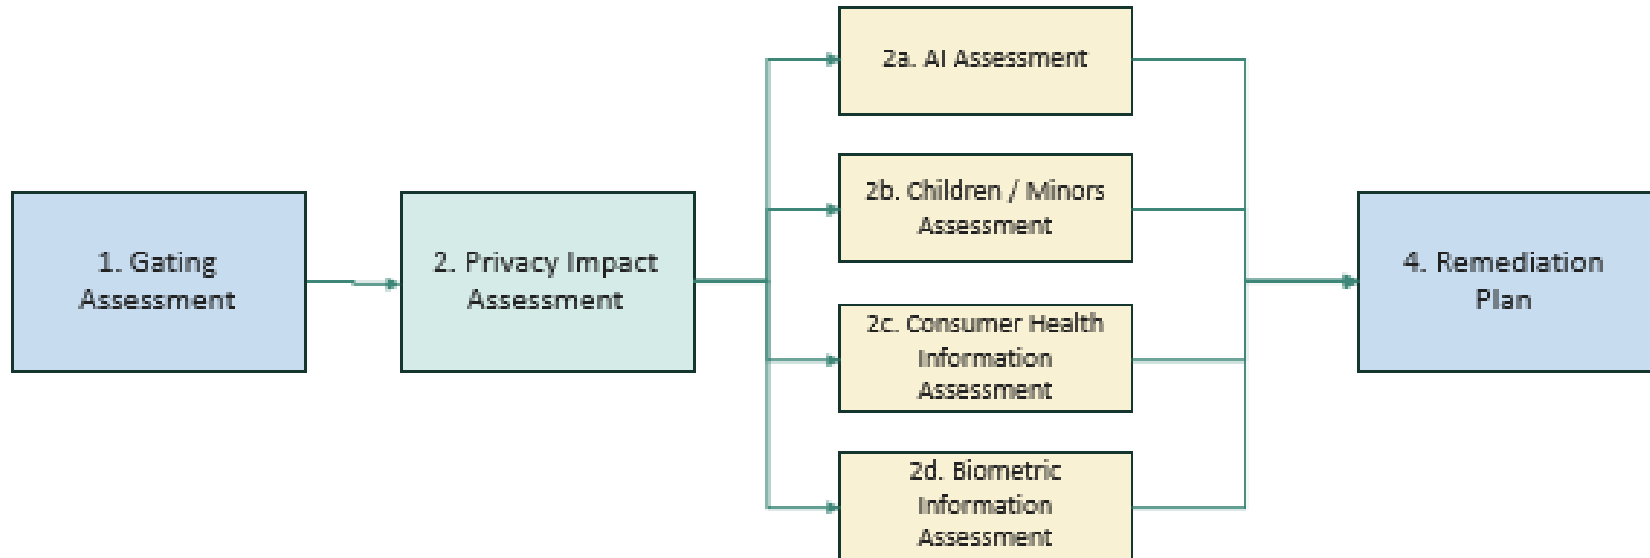 1. Gating
Assessment
2. Privacy Impact
Assessment
2a. AI Assessment
2b. Children / Minors
Assessment
2c. Consumer Health
Information
Assessment
2d. Biometric
Information
Assessment
4. Remediation
Plan